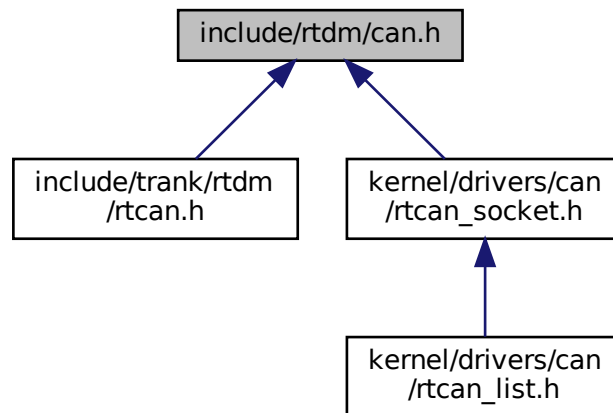 include/rtdm/can.h
include/trank/rtdm
/rtcan.h
kernel/drivers/can
/rtcan_socket.h
kernel/drivers/can
/rtcan_list.h